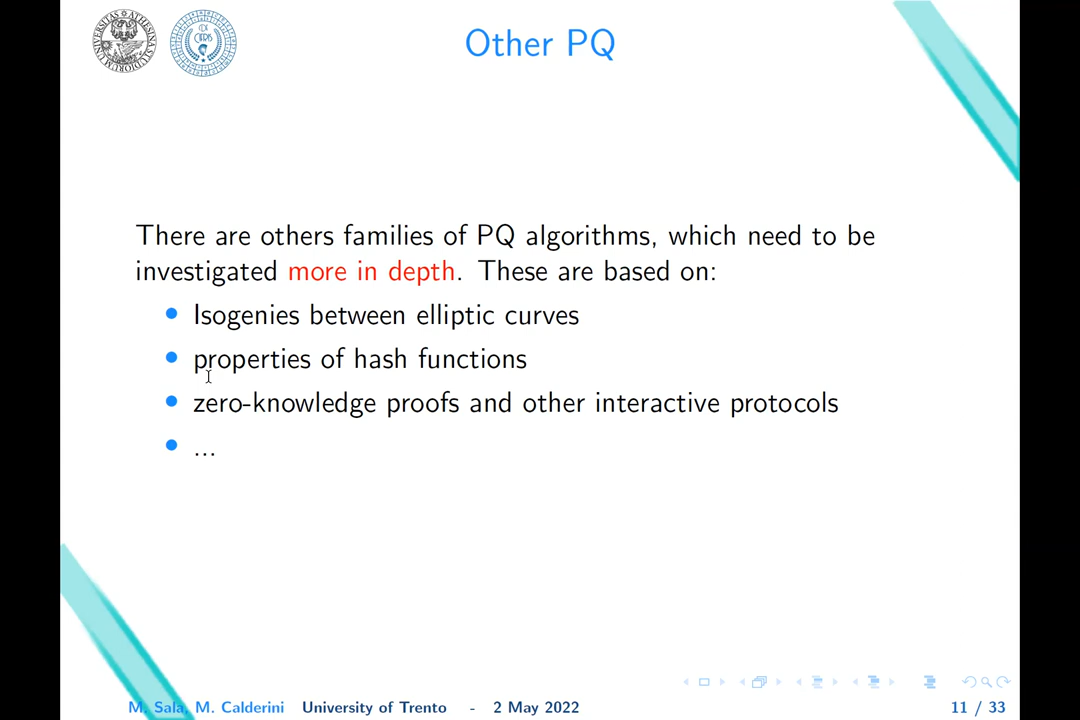 Other PQ
There are others families of PQ algorithms, which need to be
investigated more in depth. These are based on:
• Isogenies between elliptic curves
• properties of hash functions
• zero-knowledge proofs and other interactive protocols
• ...
M. Sala, M. Calderini University of Trento - 2 May 2022 11 / 33